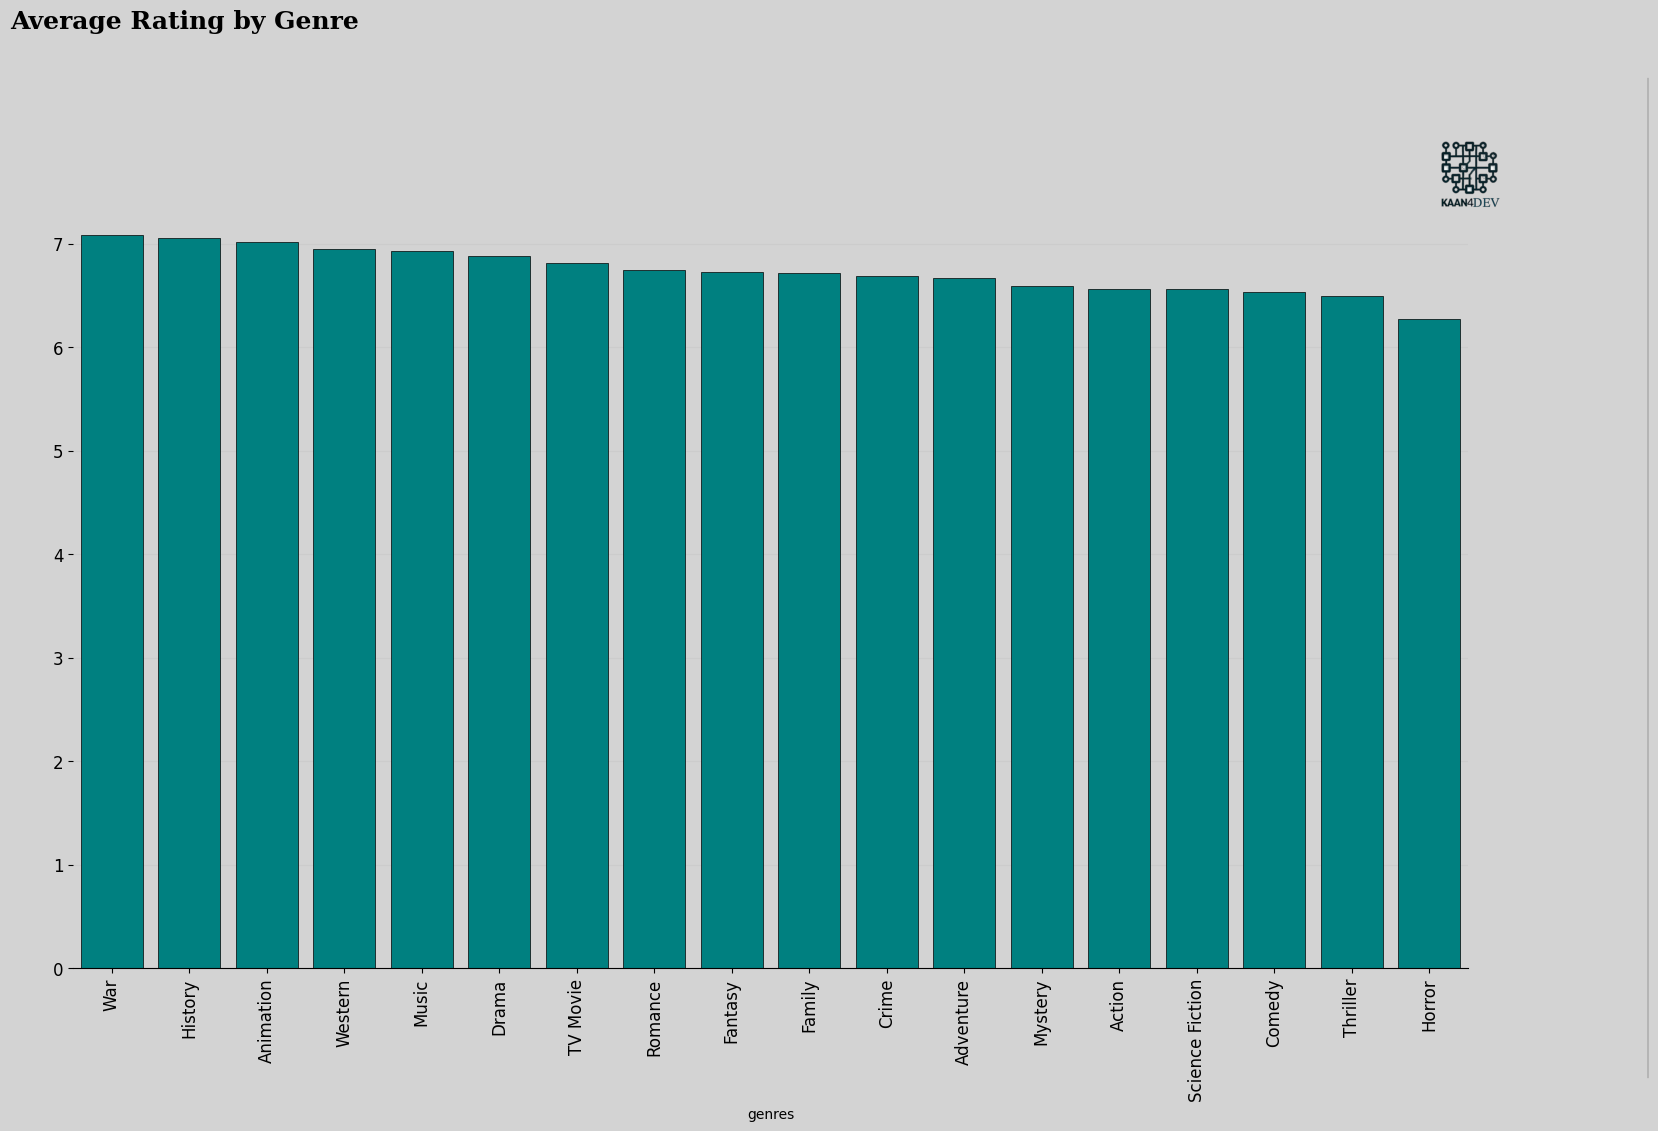 Average Rating by Genre
KAAN4DEV
7
6
5
4
3
2
1
0
War
History
Animation
Western
Music
Drama
TV Movie
Romance
Fantasy
Family
Crime
Adventure
Mystery
Action
Science Fiction
Comedy
Thriller
Horror
genres